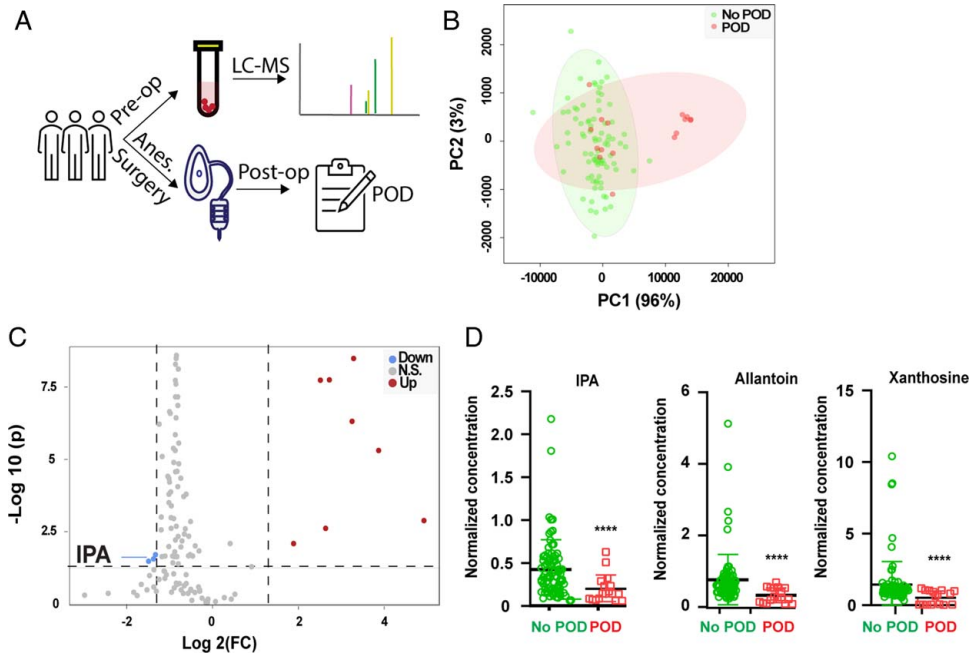 A
Pre-op
LC-MS
Anes.
Surgery
Post-op
POD
B
No POD
POD
2000
1000
0
-1000
-2000
PC2 (3%)
-10000 0 10000 20000
PC1 (96%)
C
Down
N.S.
Up
7.5
5
2.5
0
-Log 10 (p)
IPA
-2 0 2 4
Log 2(FC)
D
IPA
Normalized concentration
2.5
2.0
1.5
1.0
0.5
0.0
****
No POD POD
Allantoin
Normalized concentration
6
4
2
0
****
No POD POD
Xanthosine
Normalized concentration
15
10
5
0
****
No POD POD